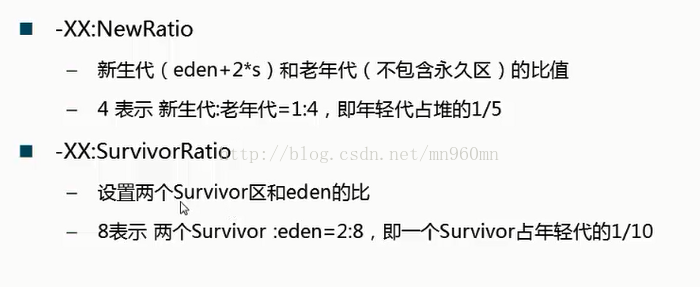 -XX:NewRatio
– 新生代（eden+2*s）和老年代（不包含永久区）的比值
– 4 表示 新生代:老年代=1:4，即年轻代占堆的1/5
-XX:SurvivorRatio
http://blog.csdn.net/mn960mn
– 设置两个Survivor区和eden的比
– 8表示 两个Survivor :eden=2:8，即一个Survivor占年轻代的1/10